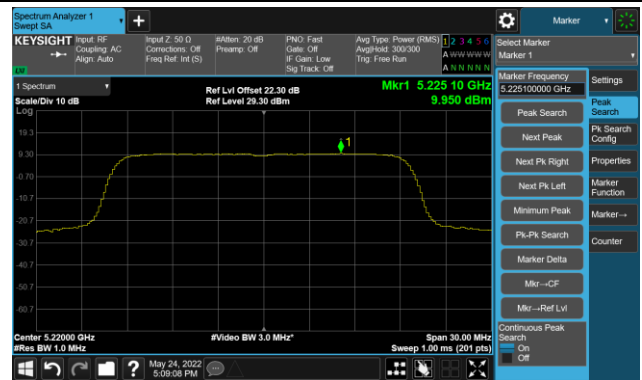 Spectrum Analyzer 1
Swept SA
Marker
KEYSIGHT
Input: RF
Coupling: AC
Align: Auto
Input Z: 50 Ω
Corrections: Off
Freq Ref: Int (S)
#Atten: 20 dB
Preamp: Off
PNO: Fast
Gate: Off
IF Gain: Low
Sig Track: Off
Avg Type: Power (RMS)
Avg|Hold: 300/300
Trig: Free Run
1 2 3 4 5 6
A W W W W W
A N N N N N
LW
1 Spectrum
Scale/Div 10 dB
Log
Ref Lvl Offset 22.30 dB
Ref Level 29.30 dBm
Mkr1 5.225 10 GHz
9.950 dBm
1
19.3
9.30
-0.70
-10.7
-20.7
-30.7
-40.7
-50.7
-60.7
Center 5.22000 GHz
#Res BW 1.0 MHz
#Video BW 3.0 MHz*
Span 30.00 MHz
Sweep 1.00 ms (201 pts)
Select Marker
Marker 1
Marker Frequency
5.225100000 GHz
Peak Search
Next Peak
Next Pk Right
Next Pk Left
Minimum Peak
Pk-Pk Search
Marker Delta
Mkr→CF
Mkr→Ref Lvl
Continuous Peak
Search
On
Off
Settings
Peak
Search
Pk Search
Config
Properties
Marker
Function
Marker→
Counter
?
May 24, 2022
5:09:08 PM